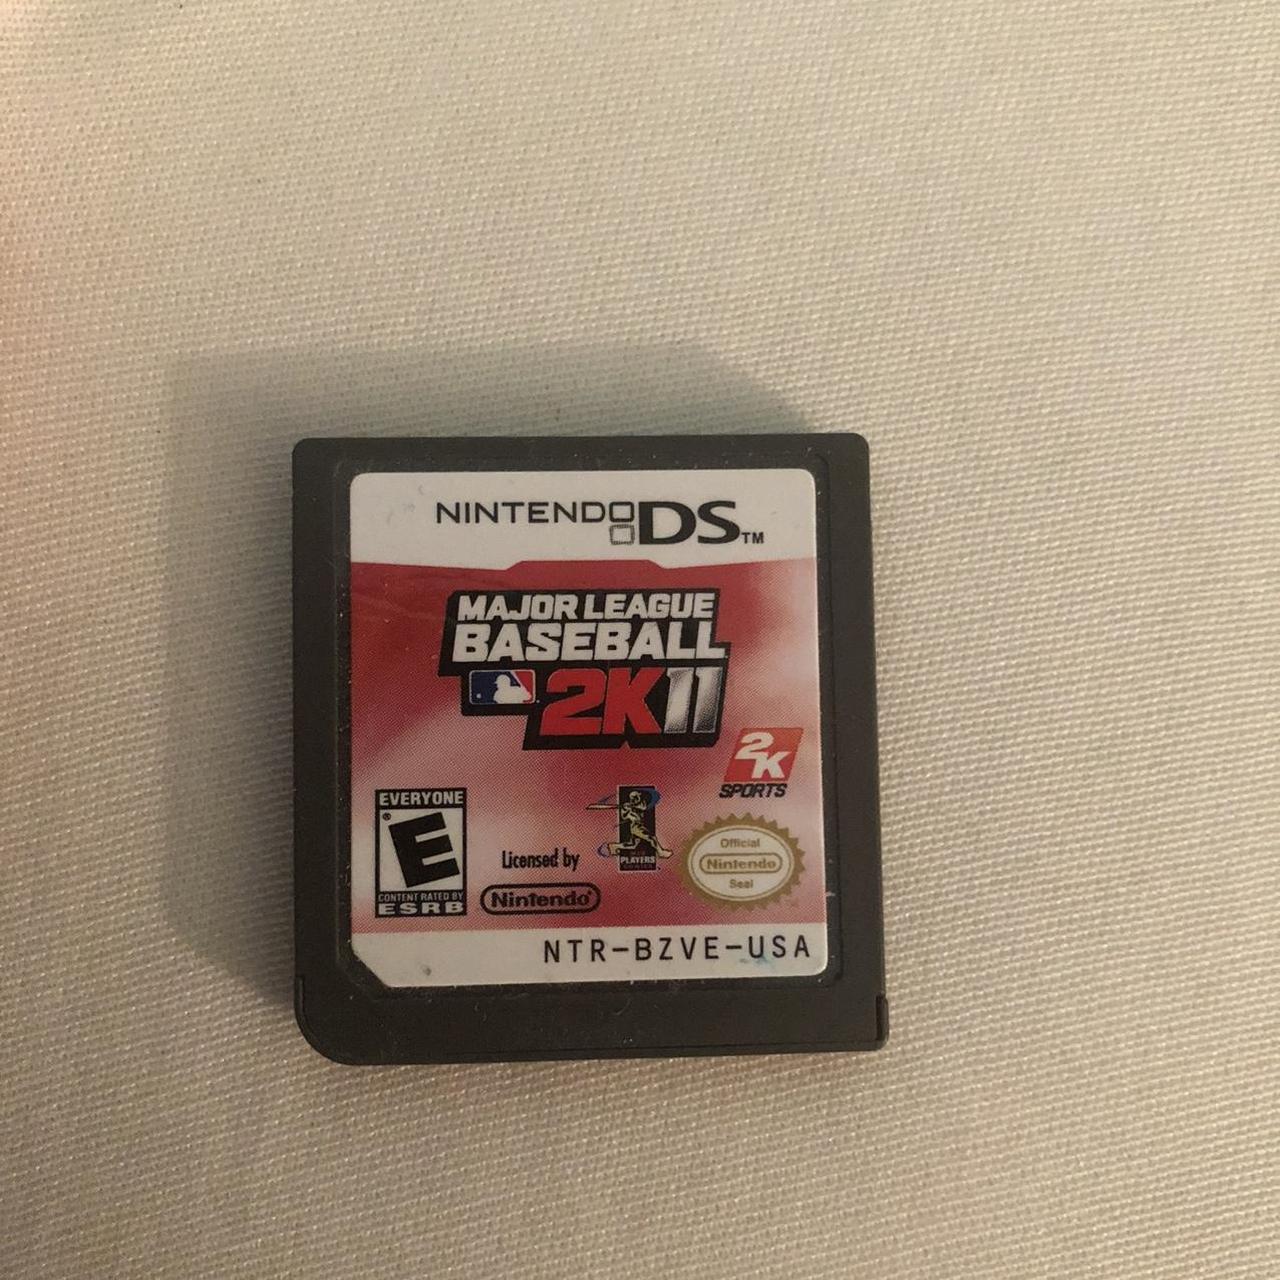 NINTENDO DS™
MAJOR LEAGUE
BASEBALL
2K11
2K
SPORTS
EVERYONE
E
CONTENT RATED BY
ESRB
Licensed by
Nintendo®
PLAYERS
Official
Nintendo
Seal
NTR-BZVE-USA